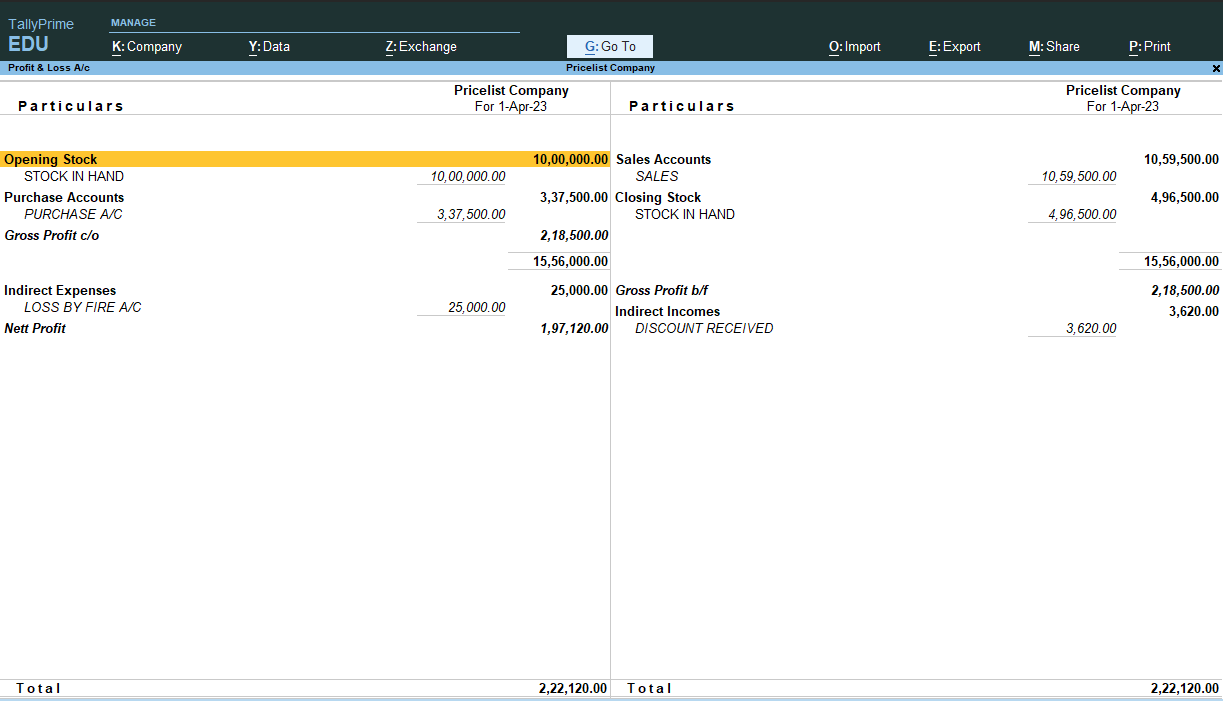 TallyPrime
EDU
MANAGE
K: Company Y: Data Z: Exchange G: Go To O: Import E: Export M: Share P: Print
Profit & Loss A/c Pricelist Company ×
Particulars Pricelist Company For 1-Apr-23 Particulars Pricelist Company For 1-Apr-23
Opening Stock 10,00,000.00 Sales Accounts 10,59,500.00
STOCK IN HAND 10,00,000.00 SALES 10,59,500.00
Purchase Accounts 3,37,500.00 Closing Stock 4,96,500.00
PURCHASE A/C 3,37,500.00 STOCK IN HAND 4,96,500.00
Gross Profit c/o 2,18,500.00
15,56,000.00 15,56,000.00
Indirect Expenses 25,000.00 Gross Profit b/f 2,18,500.00
LOSS BY FIRE A/C 25,000.00 Indirect Incomes 3,620.00
Nett Profit 1,97,120.00 DISCOUNT RECEIVED 3,620.00
Total 2,22,120.00 Total 2,22,120.00